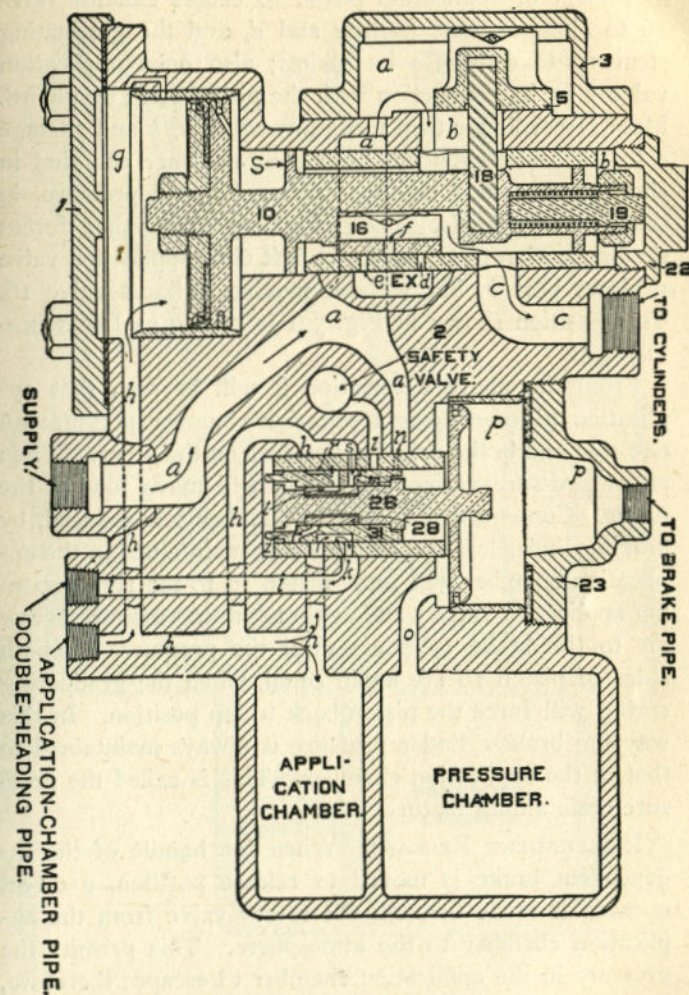 a
3
g
a
b
5
S
b
18
10
19
16
f
1
e EX d
22
c
c
a
2
SAFETY
VALVE.
a
h
SUPPLY.
a
h
l
n
h
p
p
TO CYLINDERS.
TO BRAKE PIPE.
26
28
31
k
23
h
l
l
h
h
o
DOUBLE-HEADING PIPE.
APPLICATION-CHAMBER PIPE.
APPLI-
CATION
CHAMBER.
PRESSURE
CHAMBER.